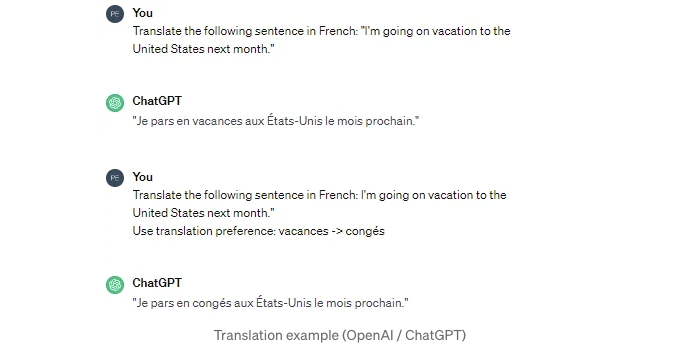 PE
You
Translate the following sentence in French: "I'm going on vacation to the
United States next month."
ChatGPT
"Je pars en vacances aux États-Unis le mois prochain."
PE
You
Translate the following sentence in French: I'm going on vacation to the
United States next month."
Use translation preference: vacances -> congés
ChatGPT
"Je pars en congés aux États-Unis le mois prochain."
Translation example (OpenAI / ChatGPT)